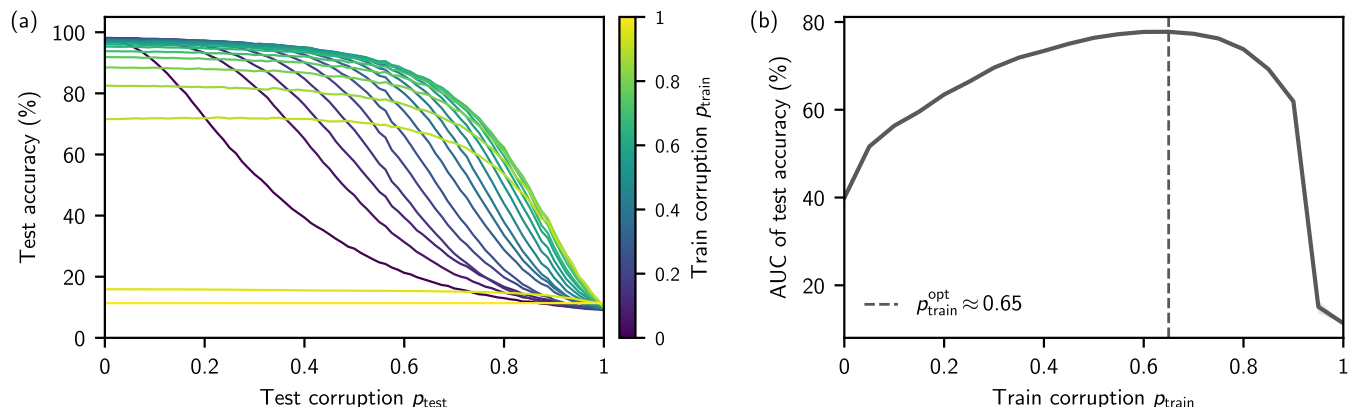 (a)
100
80
60
40
20
0
Test accuracy (%)
0 0.2 0.4 0.6 0.8 1
Test corruption p_test
1
0.8
0.6
0.4
0.2
0
Train corruption p_train
(b)
80
60
40
20
AUC of test accuracy (%)
p_train^opt ≈ 0.65
0 0.2 0.4 0.6 0.8 1
Train corruption p_train